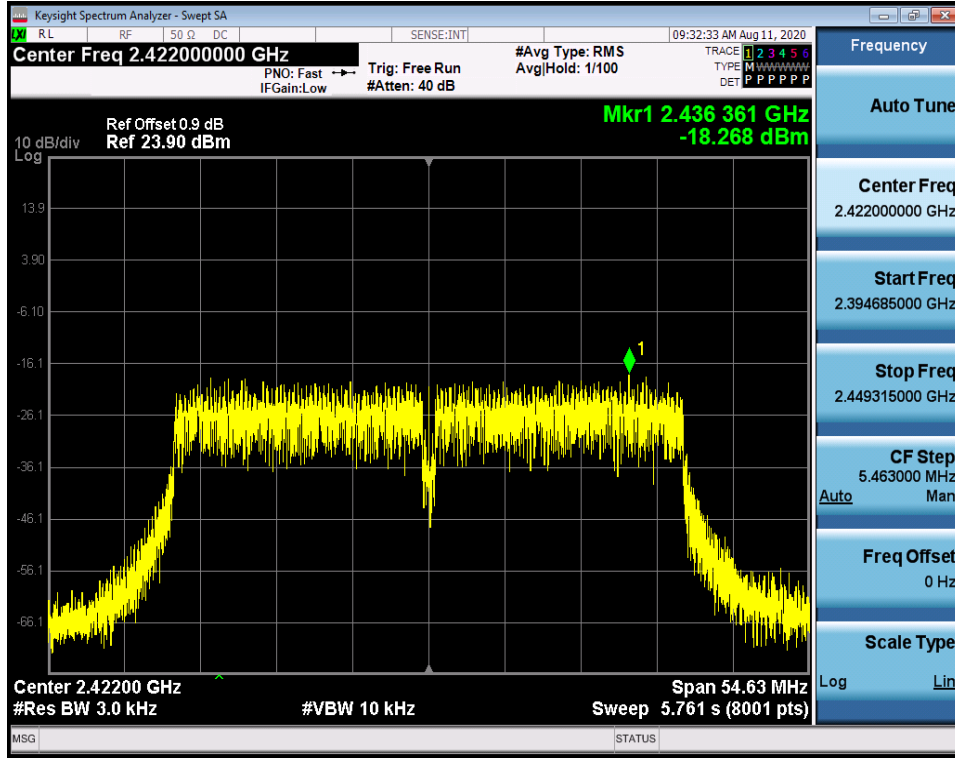 Keysight Spectrum Analyzer - Swept SA
LXI RL RF 50 Ω DC SENSE:INT 09:32:33 AM Aug 11, 2020
Center Freq 2.422000000 GHz
PNO: Fast
IFGain:Low
Trig: Free Run
#Atten: 40 dB
#Avg Type: RMS
Avg|Hold: 1/100
TRACE 1 2 3 4 5 6
TYPE M WWWWW
DET P P P P P P
Mkr1 2.436 361 GHz
-18.268 dBm
Ref Offset 0.9 dB
10 dB/div Ref 23.90 dBm
Log
13.9
3.90
-6.10
-16.1
-26.1
-36.1
-46.1
-56.1
-66.1
1
Center 2.42200 GHz Span 54.63 MHz
#Res BW 3.0 kHz #VBW 10 kHz Sweep 5.761 s (8001 pts)
MSG STATUS
Frequency
Auto Tune
Center Freq
2.422000000 GHz
Start Freq
2.394685000 GHz
Stop Freq
2.449315000 GHz
CF Step
5.463000 MHz
Auto Man
Freq Offset
0 Hz
Scale Type
Log Lin